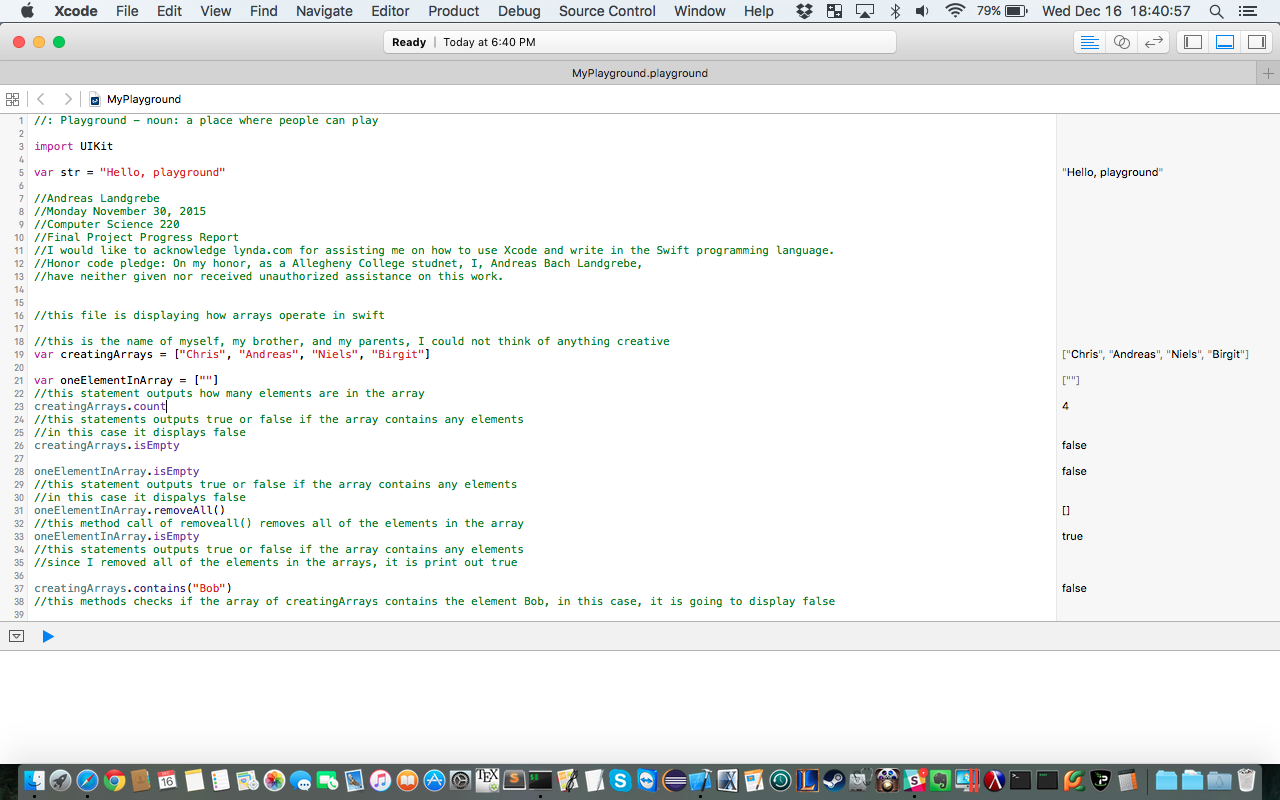 Xcode File Edit View Find Navigate Editor Product Debug Source Control Window Help 79% Wed Dec 16 18:40:57
Ready | Today at 6:40 PM
MyPlayground.playground
MyPlayground
1 //: Playground - noun: a place where people can play
2
3 import UIKit
4
5 var str = "Hello, playground" "Hello, playground"
6
7 //Andreas Landgrebe
8 //Monday November 30, 2015
9 //Computer Science 220
10 //Final Project Progress Report
11 //I would like to acknowledge lynda.com for assisting me on how to use Xcode and write in the Swift programming language.
12 //Honor code pledge: On my honor, as a Allegheny College studnet, I, Andreas Bach Landgrebe,
13 //have neither given nor received unauthorized assistance on this work.
14
15
16 //this file is displaying how arrays operate in swift
17
18 //this is the name of myself, my brother, and my parents, I could not think of anything creative
19 var creatingArrays = ["Chris", "Andreas", "Niels", "Birgit"] ["Chris", "Andreas", "Niels", "Birgit"]
20
21 var oneElementInArray = [""] [""]
22 //this statement outputs how many elements are in the array
23 creatingArrays.count 4
24 //this statements outputs true or false if the array contains any elements
25 //in this case it displays false
26 creatingArrays.isEmpty false
27
28 oneElementInArray.isEmpty false
29 //this statement outputs true or false if the array contains any elements
30 //in this case it dispalys false
31 oneElementInArray.removeAll() []
32 //this method call of removeall() removes all of the elements in the array
33 oneElementInArray.isEmpty true
34 //this statements outputs true or false if the array contains any elements
35 //since I removed all of the elements in the arrays, it is print out true
36
37 creatingArrays.contains("Bob") false
38 //this methods checks if the array of creatingArrays contains the element Bob, in this case, it is going to display false
39
16 TEX